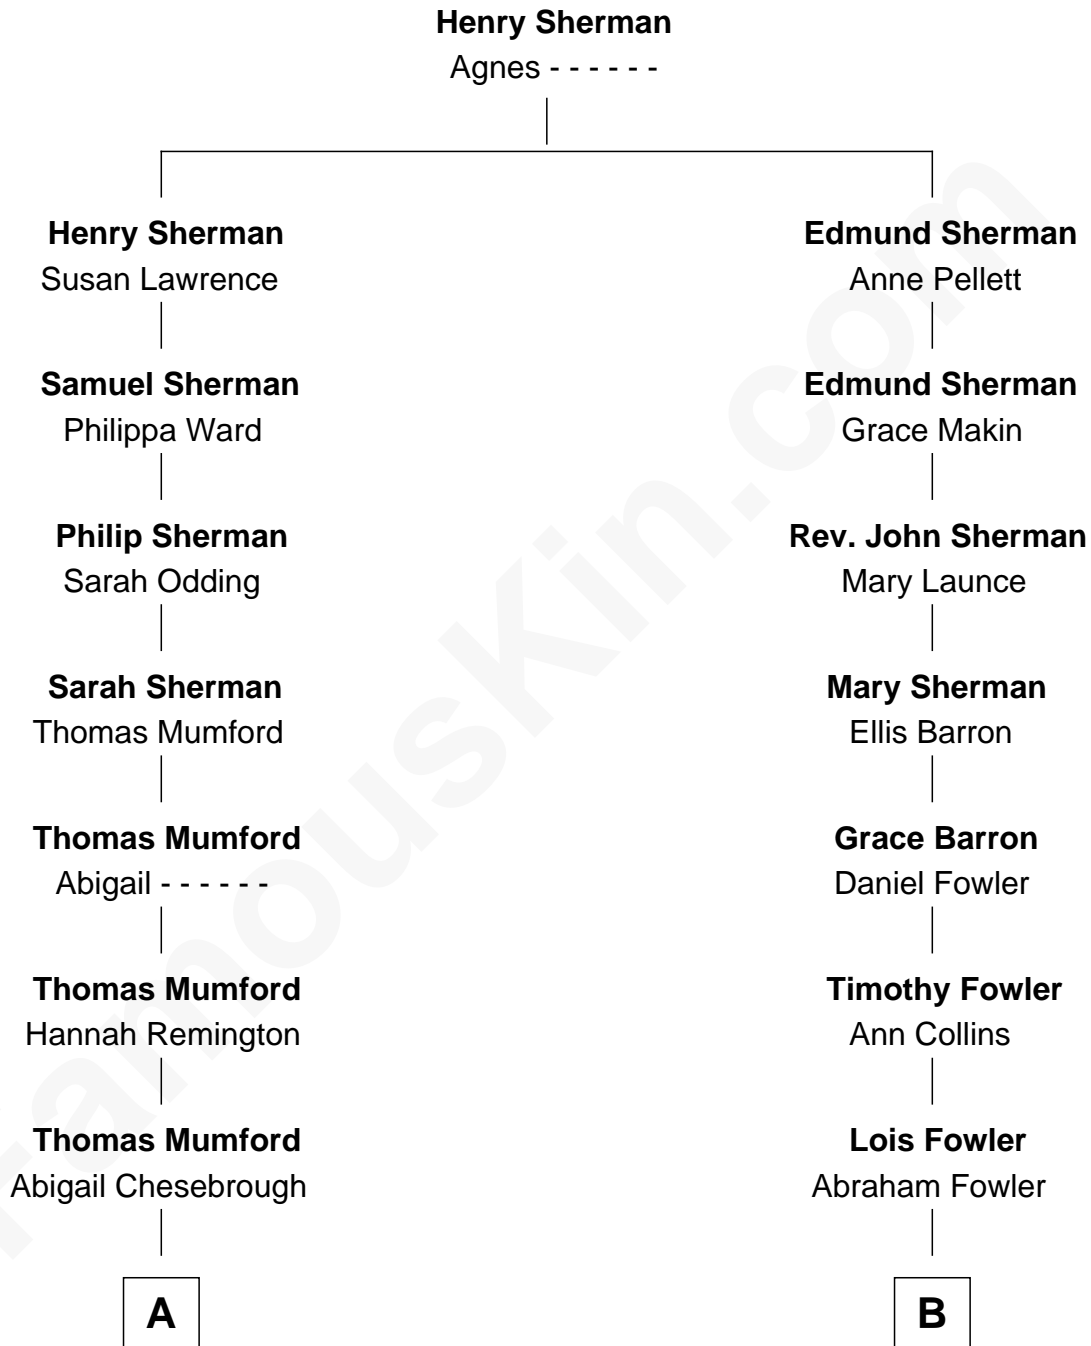 Henry Sherman
Agnes - - - - - -
Henry Sherman
Susan Lawrence
Samuel Sherman
Philippa Ward
Philip Sherman
Sarah Odding
Sarah Sherman
Thomas Mumford
Thomas Mumford
Abigail - - - - - -
Thomas Mumford
Hannah Remington
Thomas Mumford
Abigail Chesebrough
A
Edmund Sherman
Anne Pellett
Edmund Sherman
Grace Makin
Rev. John Sherman
Mary Launce
Mary Sherman
Ellis Barron
Grace Barron
Daniel Fowler
Timothy Fowler
Ann Collins
Lois Fowler
Abraham Fowler
B
FamousKin.com